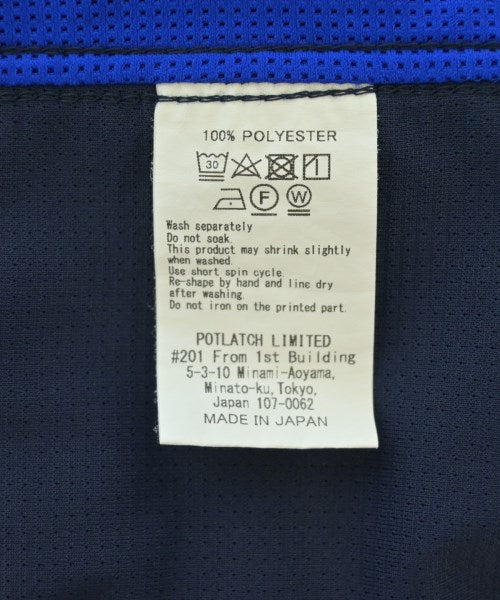 100% POLYESTER
30
F W
Wash separately
Do not soak.
This product may shrink slightly
when washed.
Use short spin cycle.
Re-shape by hand and line dry
after washing.
Do not iron on the printed part.
POTLATCH LIMITED
#201 From 1st Building
5-3-10 Minami-Aoyama,
Minato-ku,Tokyo,
Japan 107-0062
MADE IN JAPAN